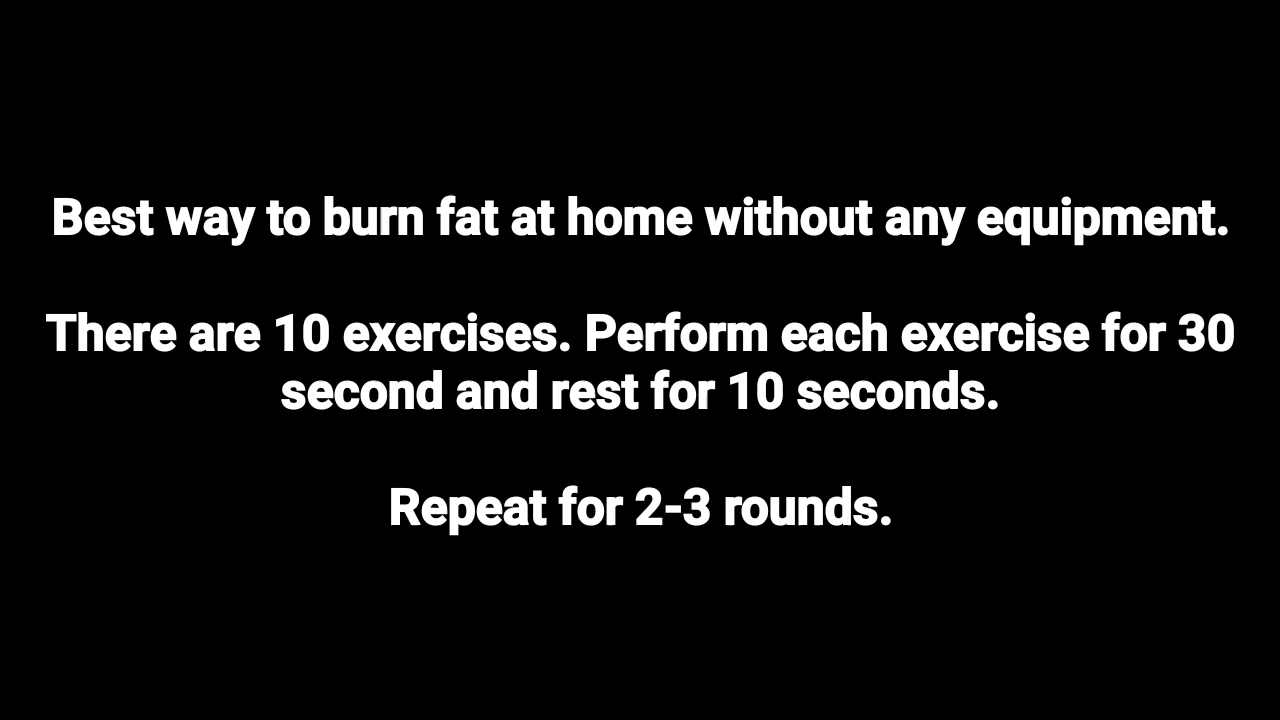 Best way to burn fat at home without any equipment.
There are 10 exercises. Perform each exercise for 30
second and rest for 10 seconds.
Repeat for 2-3 rounds.